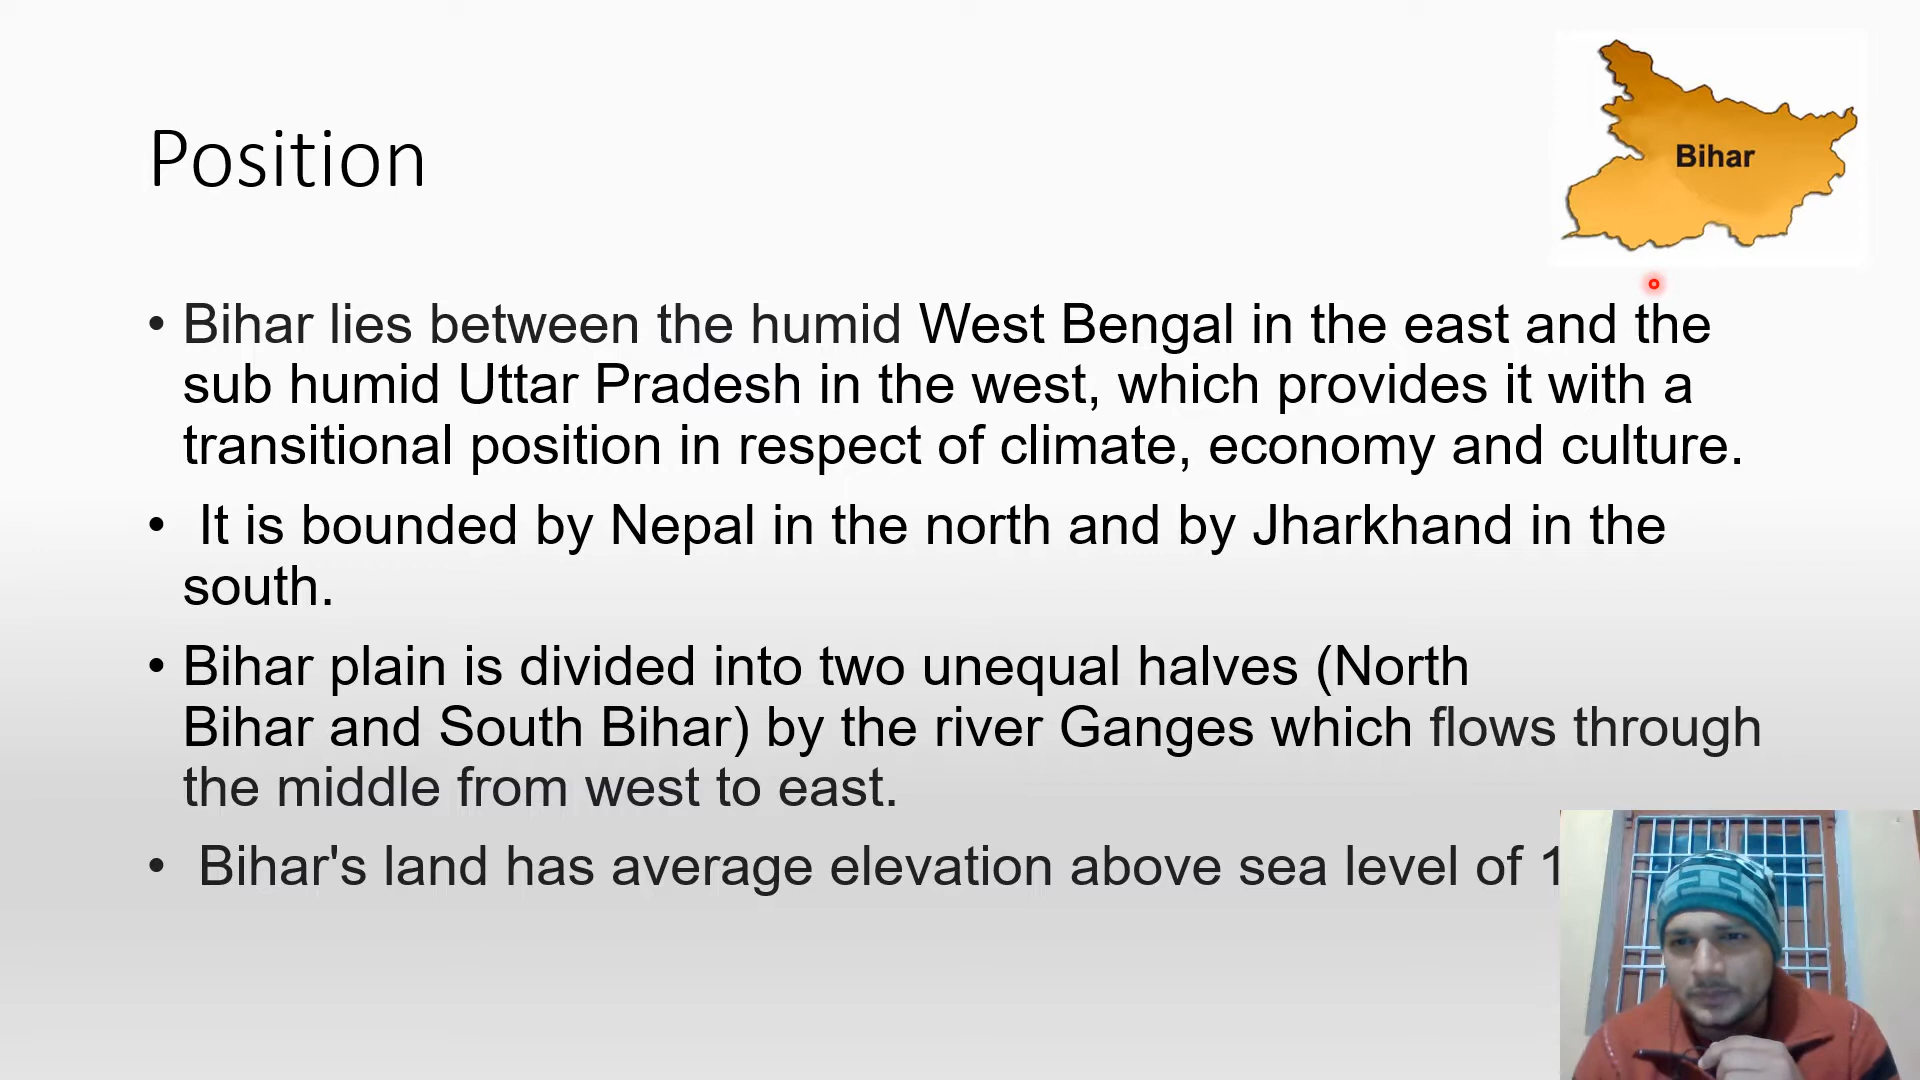 Bihar
Position
• Bihar lies between the humid West Bengal in the east and the
sub humid Uttar Pradesh in the west, which provides it with a
transitional position in respect of climate, economy and culture.
• It is bounded by Nepal in the north and by Jharkhand in the
south.
• Bihar plain is divided into two unequal halves (North
Bihar and South Bihar) by the river Ganges which flows through
the middle from west to east.
• Bihar's land has average elevation above sea level of